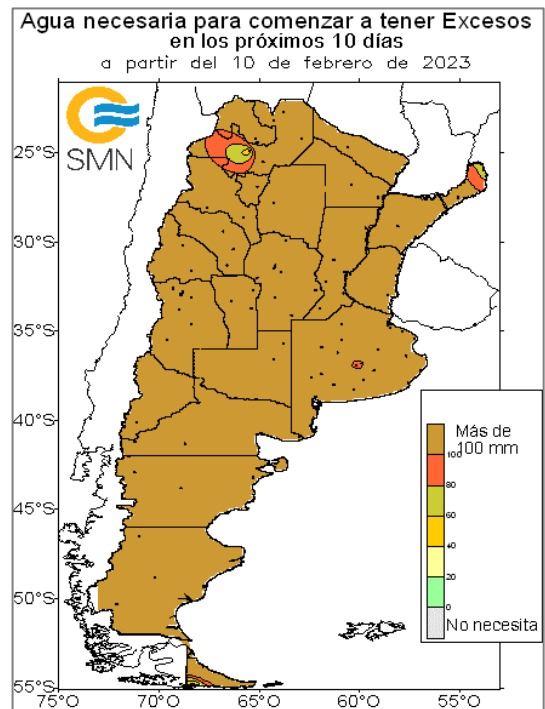 Agua necesaria para comenzar a tener Excesos
en los próximos 10 días
a partir del 10 de febrero de 2023
SMN
25°S
30°S
35°S
40°S
45°S
50°S
55°S
75°O 70°O 65°O 60°O 55°O
Más de
100 mm
100
80
60
40
20
0
No necesita